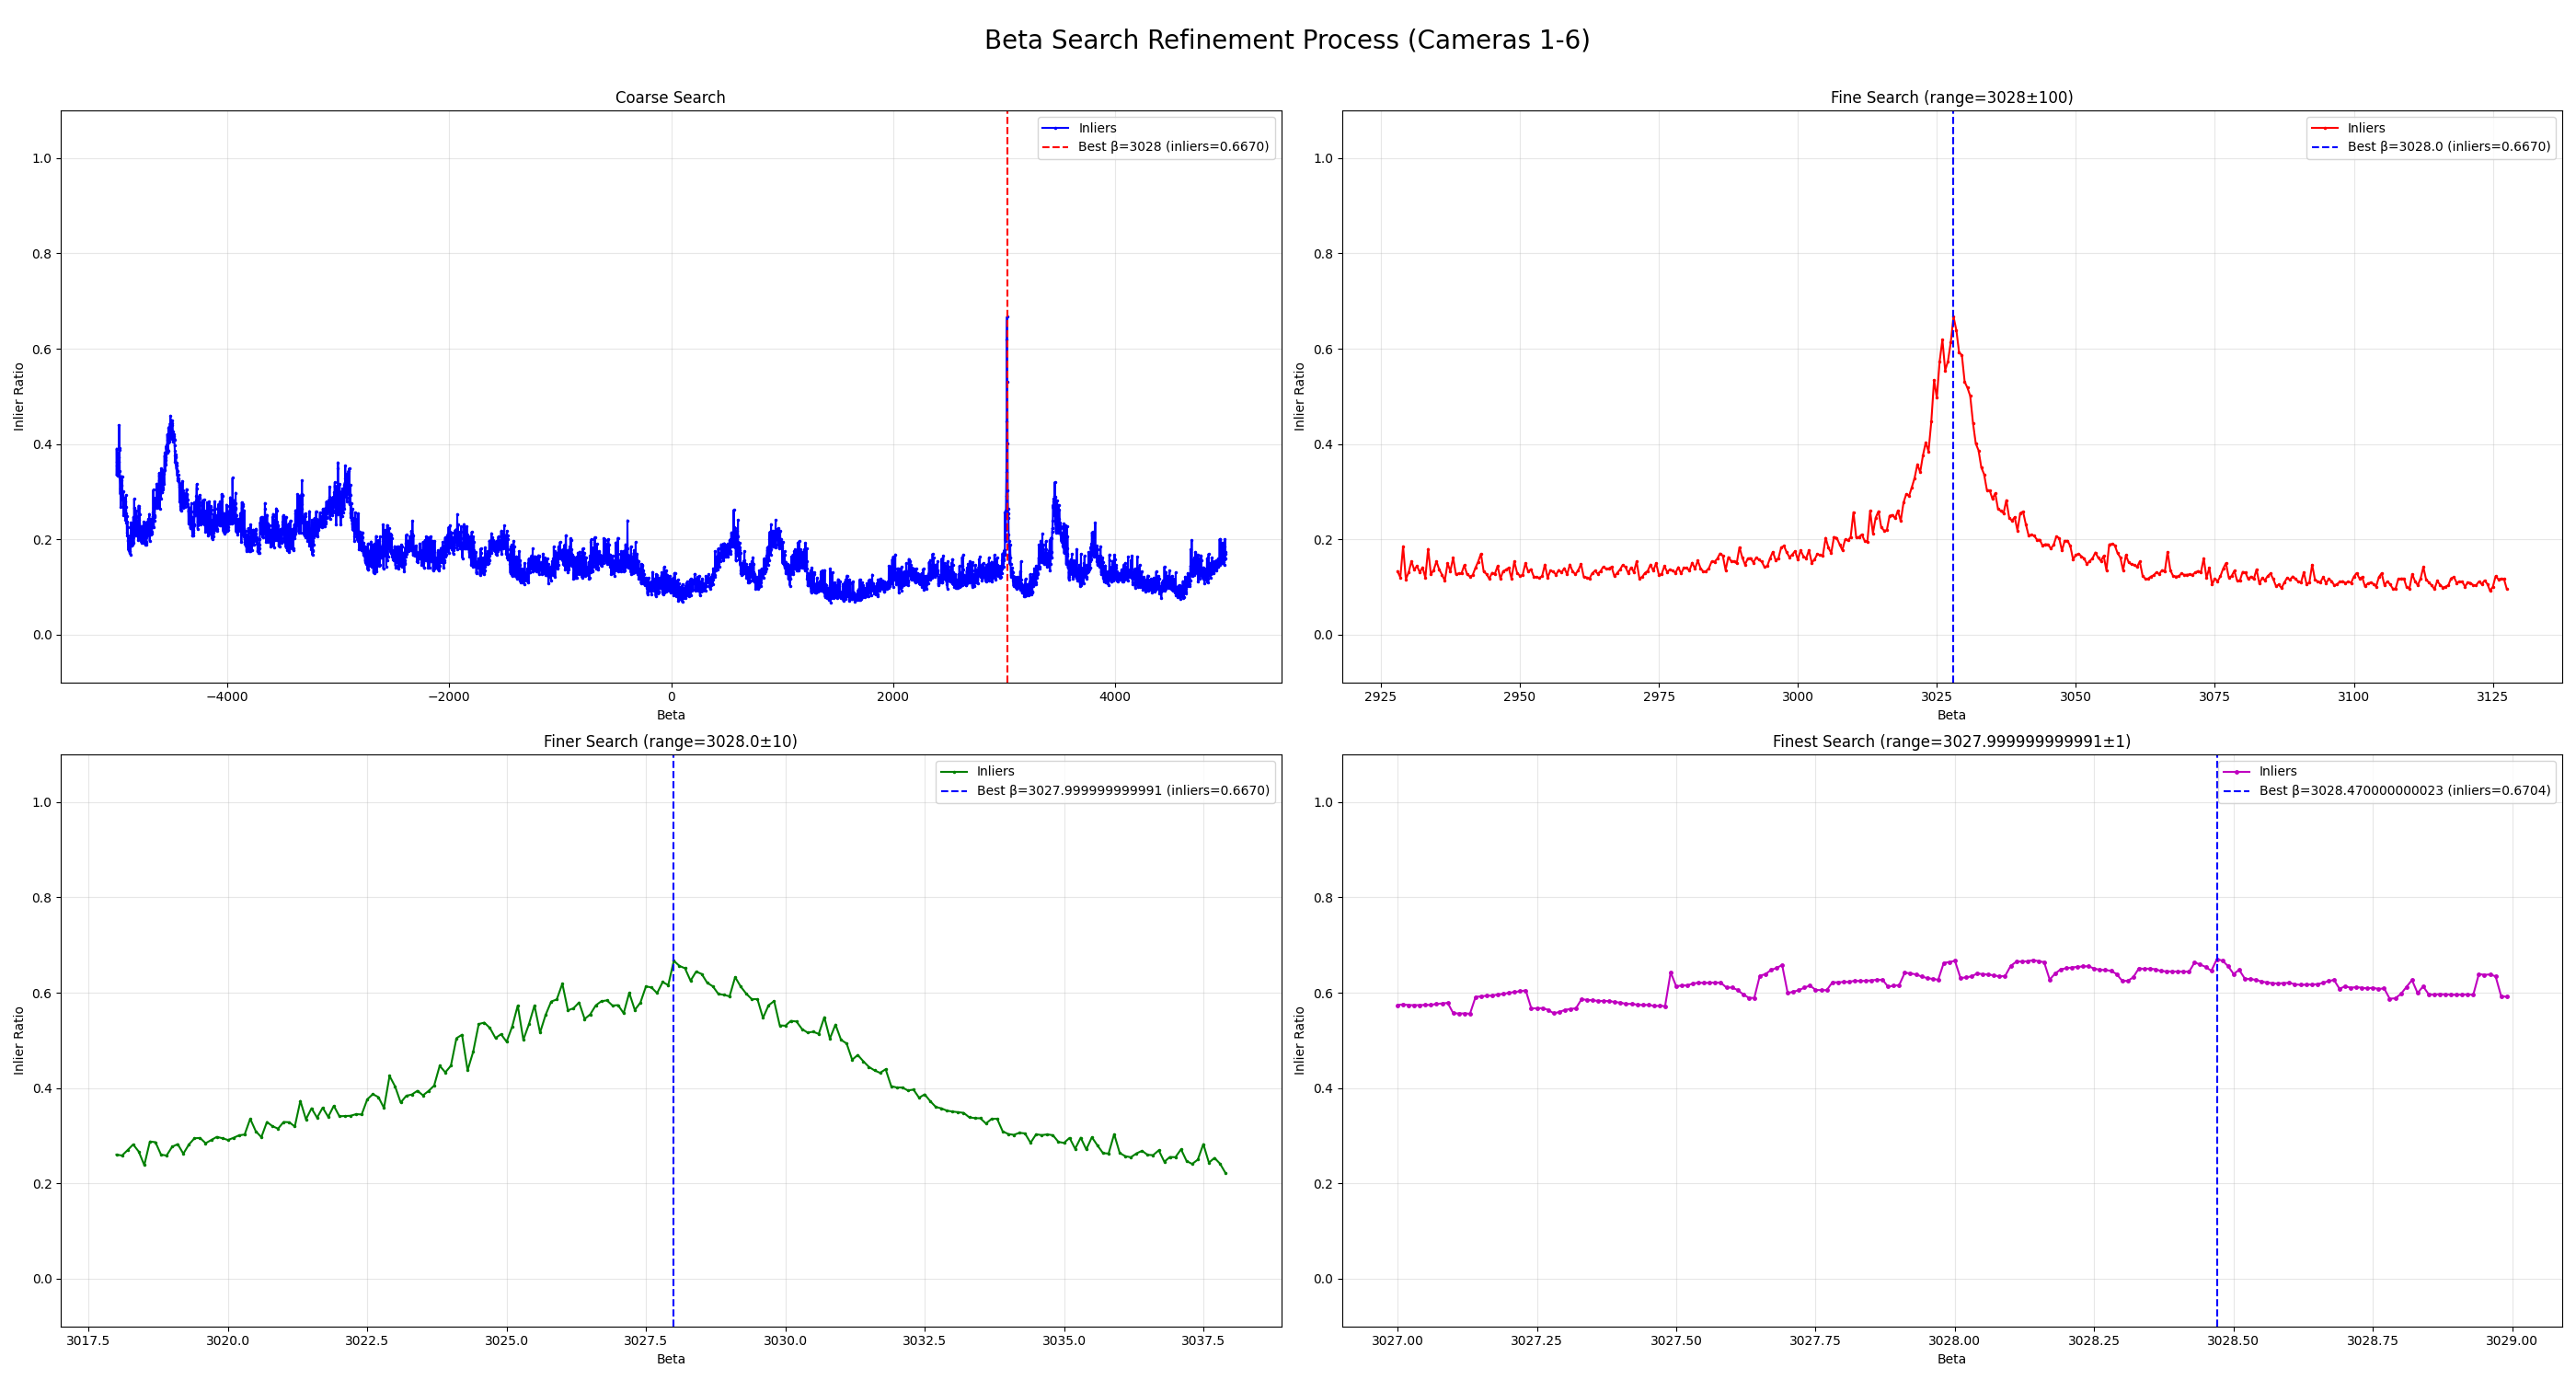 Beta Search Refinement Process (Cameras 1-6)
Coarse Search
Inliers
Best β=3028 (inliers=0.6670)
1.0
0.8
0.6
0.4
0.2
0.0
Inlier Ratio
−4000
−2000
0
2000
4000
Beta
Fine Search (range=3028±100)
Inliers
Best β=3028.0 (inliers=0.6670)
1.0
0.8
0.6
0.4
0.2
0.0
Inlier Ratio
2925
2950
2975
3000
3025
3050
3075
3100
3125
Beta
Finer Search (range=3028.0±10)
Inliers
Best β=3027.999999999991 (inliers=0.6670)
1.0
0.8
0.6
0.4
0.2
0.0
Inlier Ratio
3017.5
3020.0
3022.5
3025.0
3027.5
3030.0
3032.5
3035.0
3037.5
Beta
Finest Search (range=3027.999999999991±1)
Inliers
Best β=3028.470000000023 (inliers=0.6704)
1.0
0.8
0.6
0.4
0.2
0.0
Inlier Ratio
3027.00
3027.25
3027.50
3027.75
3028.00
3028.25
3028.50
3028.75
3029.00
Beta